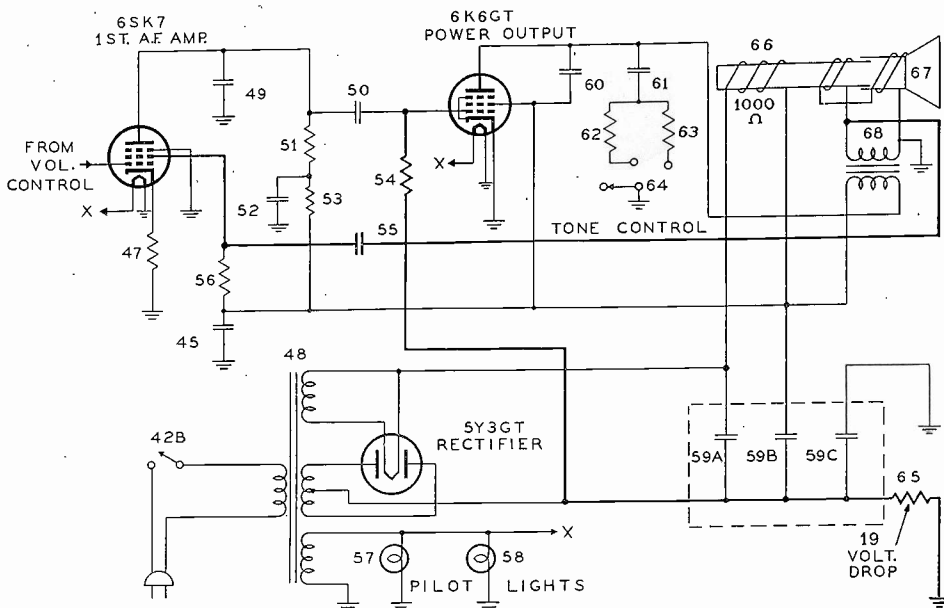 6SK7
1ST. A.F. AMP.
6K6GT
POWER OUTPUT
66
67
49
50
60
61
1000
Ω
FROM
VOL.
CONTROL
51
62
63
68
X
54
X
52
53
64
47
55
TONE CONTROL
56
45
48
5Y3GT
RECTIFIER
42B
59A
59B
59C
65
X
19
VOLT.
DROP
57
58
PILOT LIGHTS